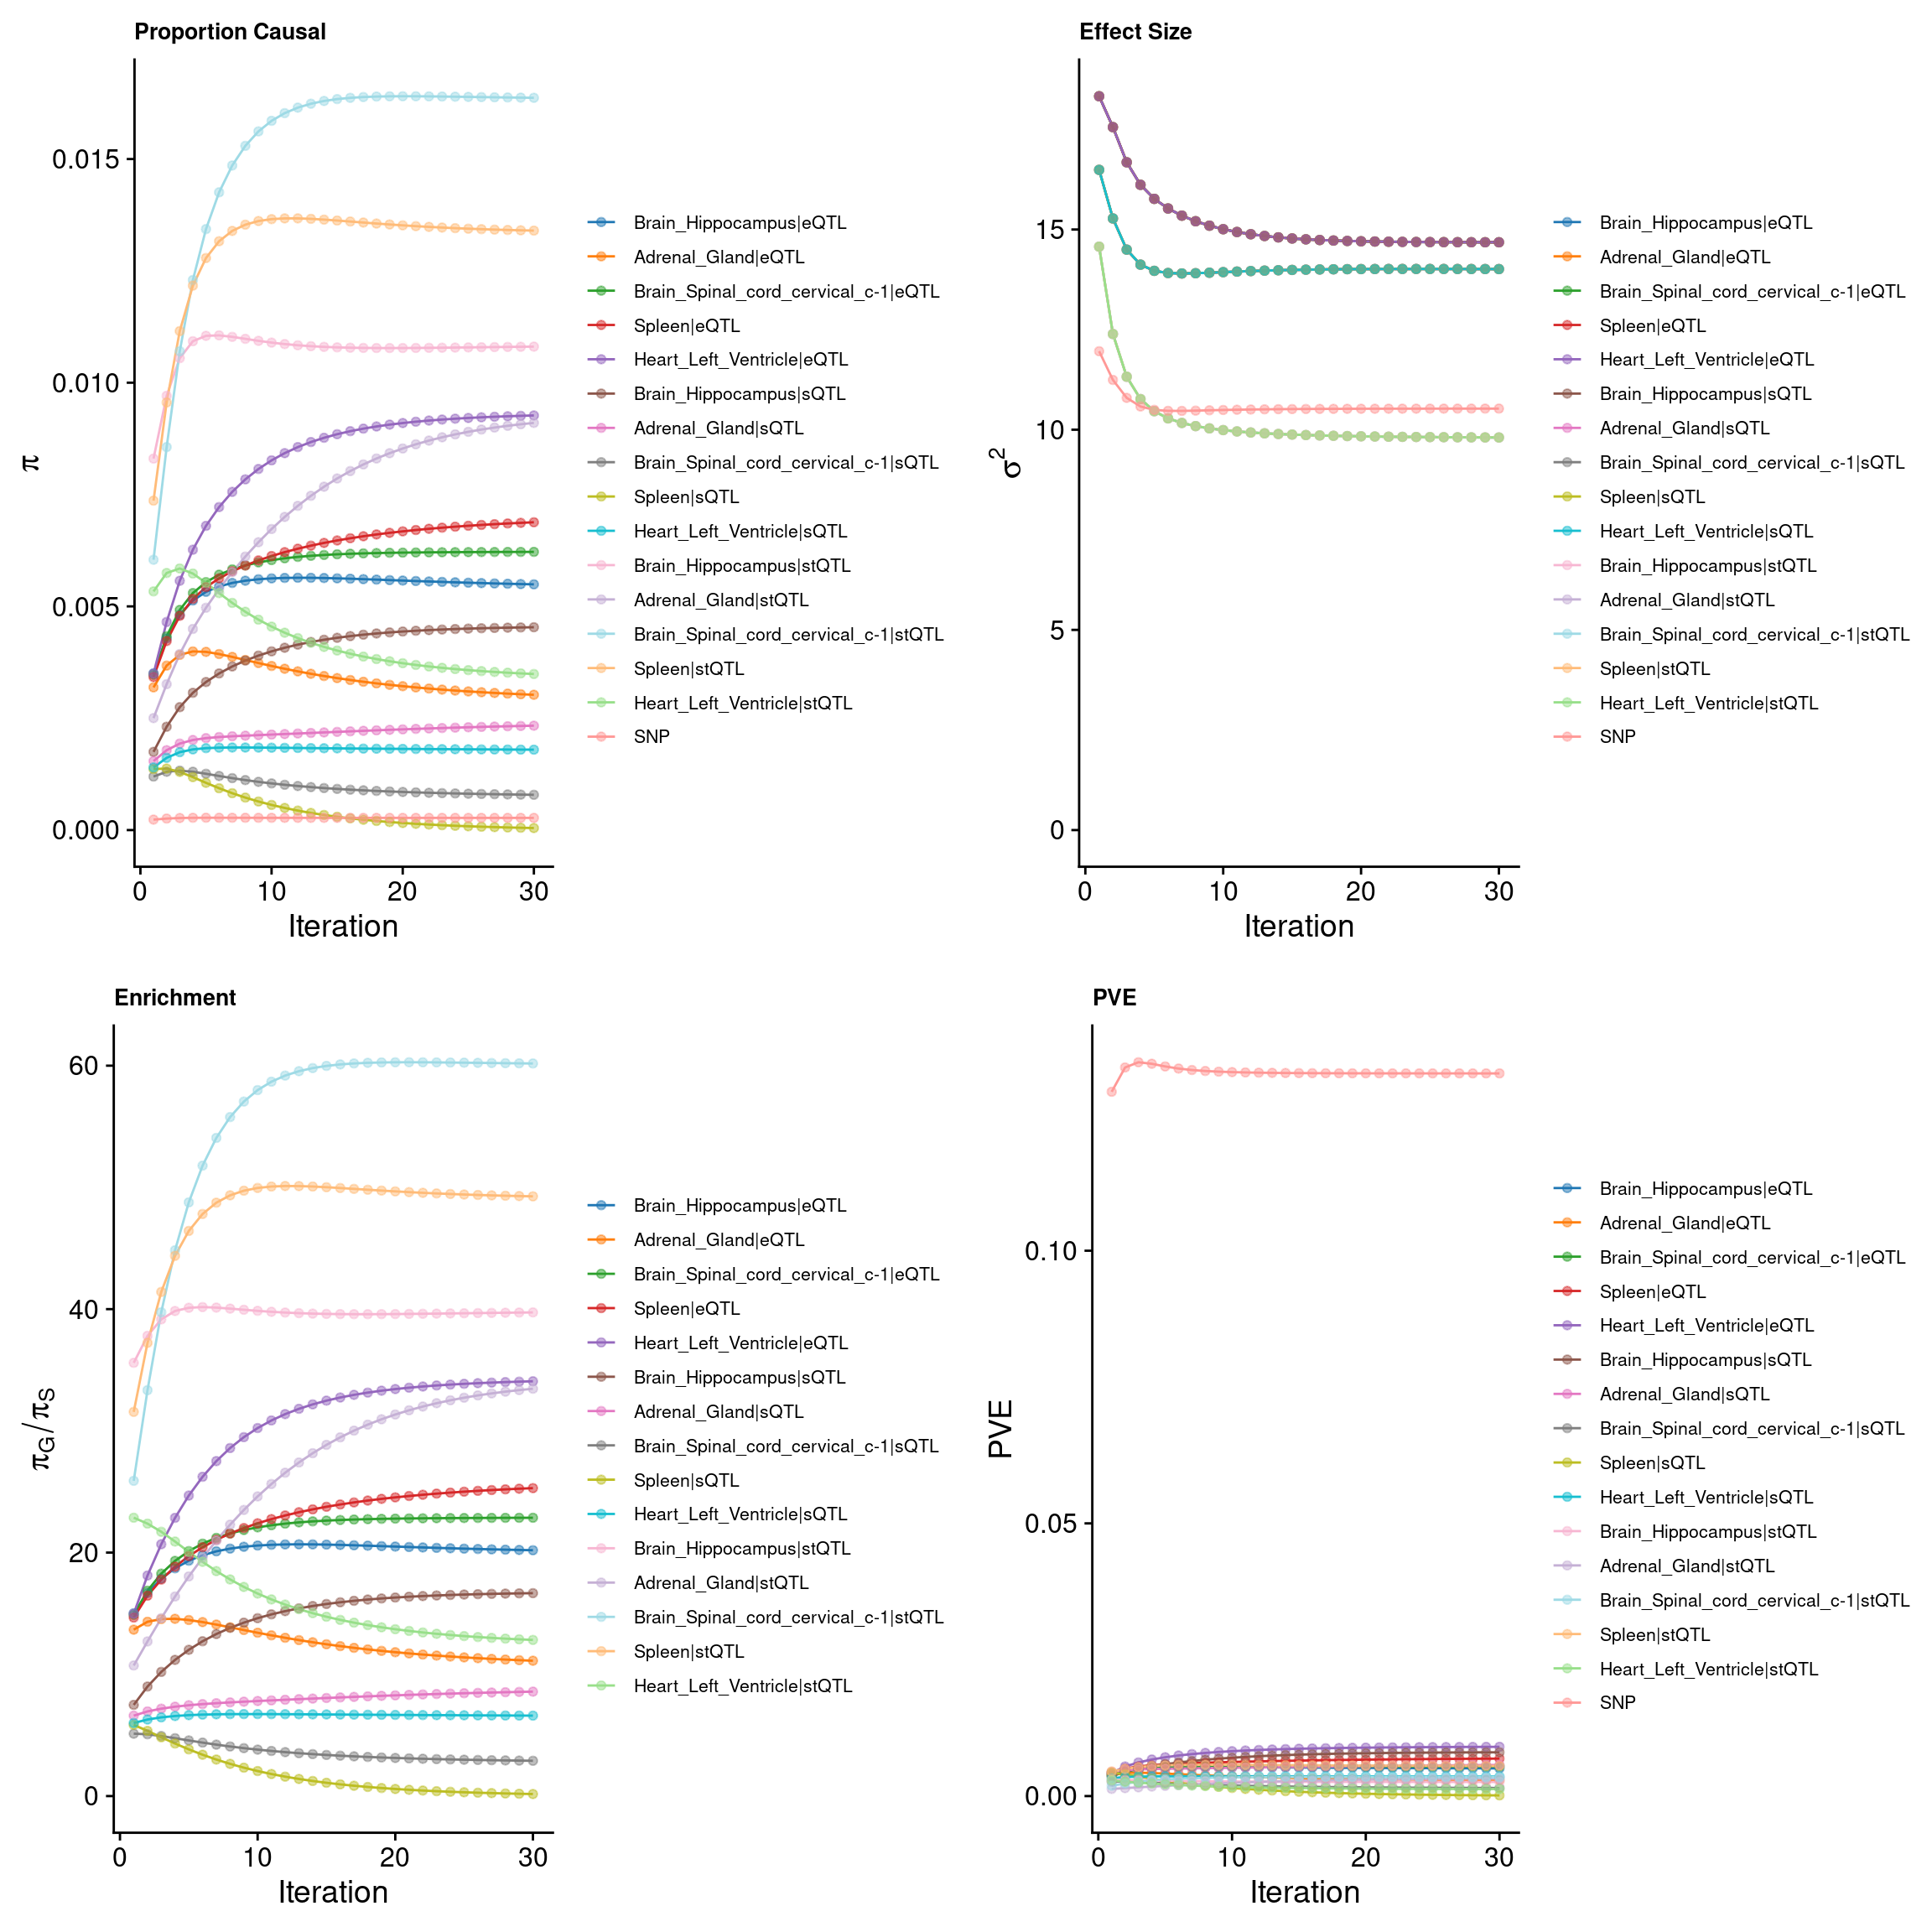 Proportion Causal
π
0.015
0.010
0.005
0.000
0
10
20
30
Iteration
Brain_Hippocampus|eQTL
Adrenal_Gland|eQTL
Brain_Spinal_cord_cervical_c-1|eQTL
Spleen|eQTL
Heart_Left_Ventricle|eQTL
Brain_Hippocampus|sQTL
Adrenal_Gland|sQTL
Brain_Spinal_cord_cervical_c-1|sQTL
Spleen|sQTL
Heart_Left_Ventricle|sQTL
Brain_Hippocampus|stQTL
Adrenal_Gland|stQTL
Brain_Spinal_cord_cervical_c-1|stQTL
Spleen|stQTL
Heart_Left_Ventricle|stQTL
SNP
Effect Size
σ²
15
10
5
0
0
10
20
30
Iteration
Brain_Hippocampus|eQTL
Adrenal_Gland|eQTL
Brain_Spinal_cord_cervical_c-1|eQTL
Spleen|eQTL
Heart_Left_Ventricle|eQTL
Brain_Hippocampus|sQTL
Adrenal_Gland|sQTL
Brain_Spinal_cord_cervical_c-1|sQTL
Spleen|sQTL
Heart_Left_Ventricle|sQTL
Brain_Hippocampus|stQTL
Adrenal_Gland|stQTL
Brain_Spinal_cord_cervical_c-1|stQTL
Spleen|stQTL
Heart_Left_Ventricle|stQTL
SNP
Enrichment
πG/πS
60
40
20
0
0
10
20
30
Iteration
Brain_Hippocampus|eQTL
Adrenal_Gland|eQTL
Brain_Spinal_cord_cervical_c-1|eQTL
Spleen|eQTL
Heart_Left_Ventricle|eQTL
Brain_Hippocampus|sQTL
Adrenal_Gland|sQTL
Brain_Spinal_cord_cervical_c-1|sQTL
Spleen|sQTL
Heart_Left_Ventricle|sQTL
Brain_Hippocampus|stQTL
Adrenal_Gland|stQTL
Brain_Spinal_cord_cervical_c-1|stQTL
Spleen|stQTL
Heart_Left_Ventricle|stQTL
PVE
PVE
0.10
0.05
0.00
0
10
20
30
Iteration
Brain_Hippocampus|eQTL
Adrenal_Gland|eQTL
Brain_Spinal_cord_cervical_c-1|eQTL
Spleen|eQTL
Heart_Left_Ventricle|eQTL
Brain_Hippocampus|sQTL
Adrenal_Gland|sQTL
Brain_Spinal_cord_cervical_c-1|sQTL
Spleen|sQTL
Heart_Left_Ventricle|sQTL
Brain_Hippocampus|stQTL
Adrenal_Gland|stQTL
Brain_Spinal_cord_cervical_c-1|stQTL
Spleen|stQTL
Heart_Left_Ventricle|stQTL
SNP